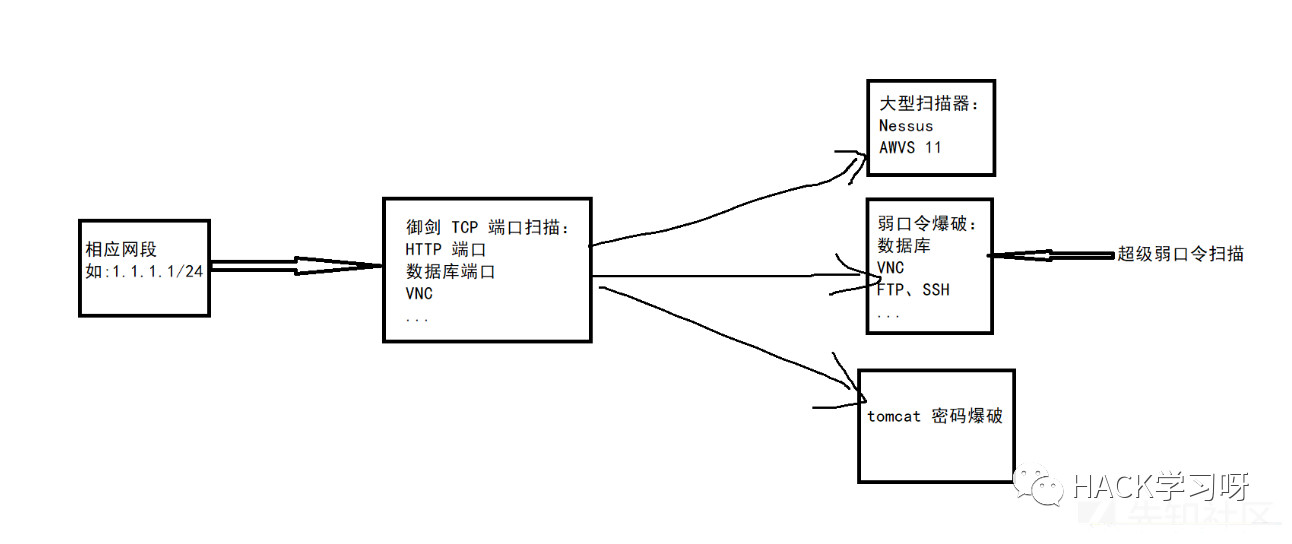 相应网段
如:1.1.1.1/24
御剑 TCP 端口扫描:
HTTP 端口
数据库端口
VNC
...
大型扫描器:
Nessus
AWVS 11
弱口令爆破:
数据库
VNC
FTP、SSH
...
超级弱口令扫描
tomcat 密码爆破
HACK学习呀
先知社区